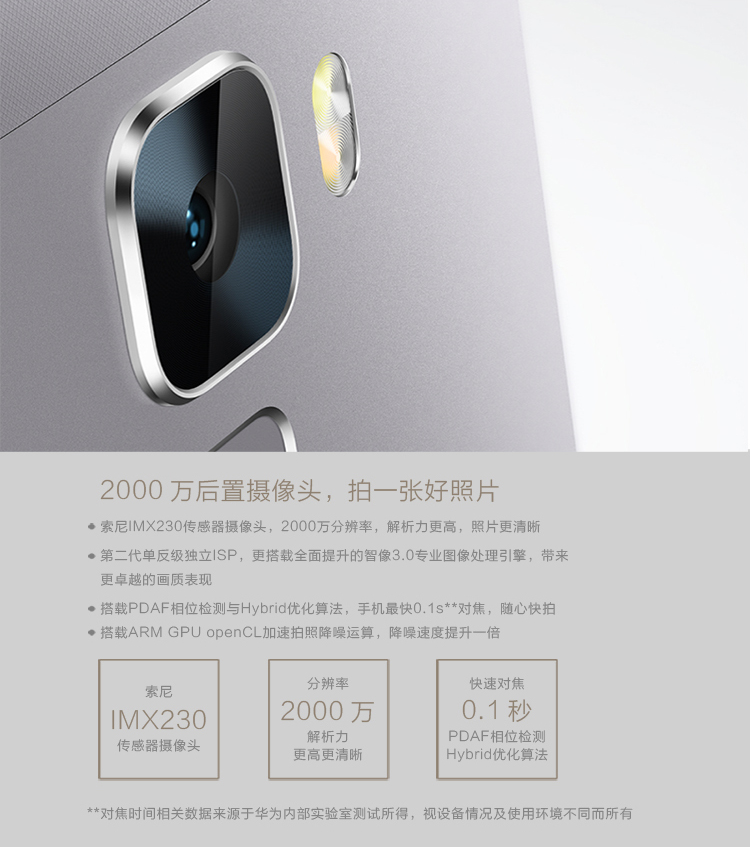 2000 万后置摄像头，拍一张好照片
索尼IMX230传感器摄像头，2000万分辨率，解析力更高，照片更清晰
第二代单反级独立ISP，更搭载全面提升的智像3.0专业图像处理引擎，带来
更卓越的画质表现
搭载PDAF相位检测与Hybrid优化算法，手机最快0.1s**对焦，随心快拍
搭载ARM GPU openCL加速拍照降噪运算，降噪速度提升一倍
索尼
IMX230
传感器摄像头
分辨率
2000 万
解析力
更高更清晰
快速对焦
0.1 秒
PDAF相位检测
Hybrid优化算法
**对焦时间相关数据来源于华为内部实验室测试所得，视设备情况及使用环境不同而所有